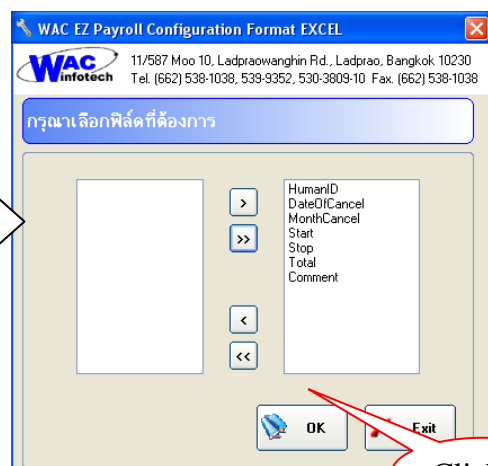 WAC EZ Payroll Configuration Format EXCEL
WAC infotech
11/587 Moo 10, Ladpraowanghin Rd., Ladprao, Bangkok 10230
Tel. (662) 538-1038, 539-9352, 530-3809-10 Fax. (662) 538-1038
กรุณาเลือกฟิล์ดที่ต้องการ
HumanID
DateOfCancel
MonthCancel
Start
Stop
Total
Comment
>
>>
<
<<
OK
Exit